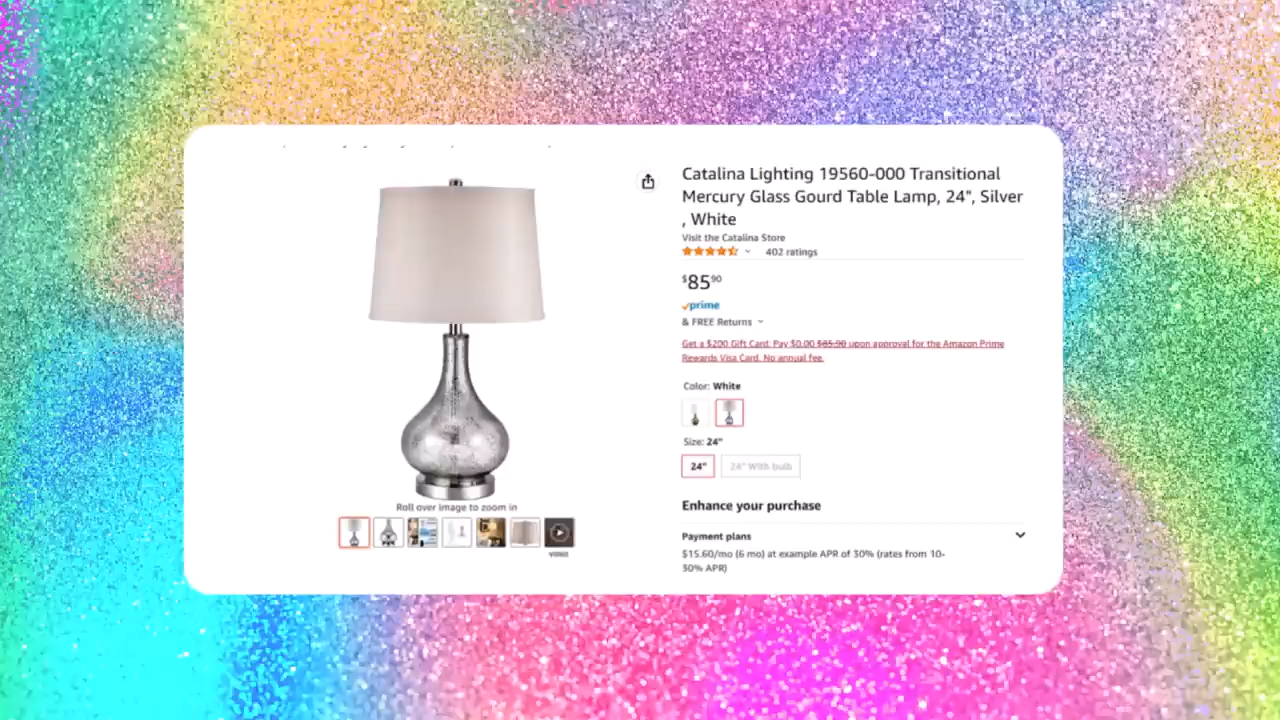 Catalina Lighting 19560-000 Transitional
Mercury Glass Gourd Table Lamp, 24", Silver
, White
Visit the Catalina Store
402 ratings
$8590
prime
& FREE Returns
Get a $200 Gift Card: Pay $0.00 $85.90 upon approval for the Amazon Prime
Rewards Visa Card. No annual fee.
Color: White
Size: 24"
24"
24" With bulb
Roll over image to zoom in
VIDEO
Enhance your purchase
Payment plans
$15.60/mo (6 mo) at example APR of 30% (rates from 10-
30% APR)